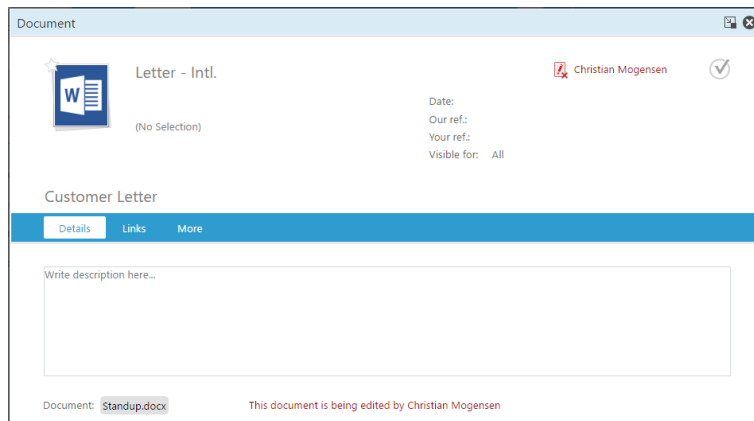 Document
Letter - Intl.
Christian Mogensen
W
(No Selection)
Date:
Our ref.:
Your ref.:
Visible for: All
Customer Letter
Details Links More
Write description here...
Document: Standup.docx This document is being edited by Christian Mogensen